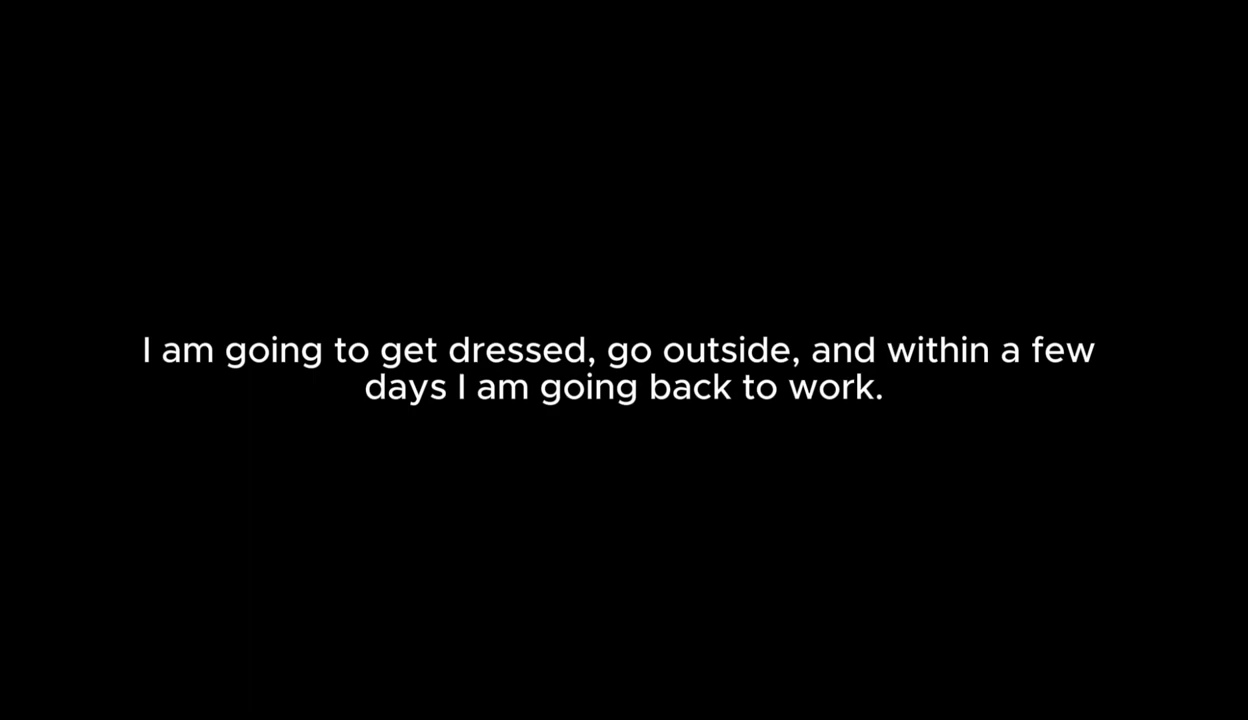 I am going to get dressed, go outside, and within a few
days I am going back to work.